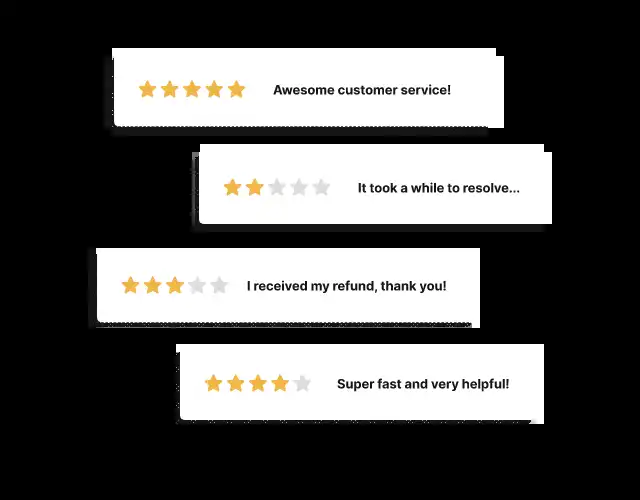 Awesome customer service!
It took a while to resolve...
I received my refund, thank you!
Super fast and very helpful!